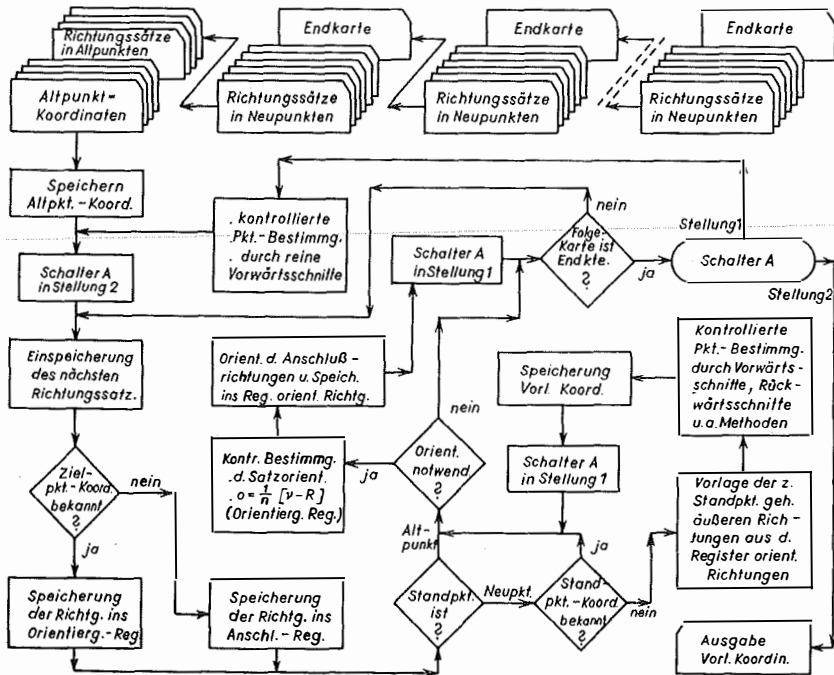 Richtungssätze
in Altpunkten
Endkarte
Endkarte
Endkarte
Altpunkt=
Koordinaten
Richtungssätze
in Neupunkten
Richtungssätze
in Neupunkten
Richtungssätze
in Neupunkten
Speichern
Altpkt.-Koord.
. kontrollierte
.Pkt.-Bestimmg.
. durch reine
Vorwärtsschnitte
nein
Stellung1
Schalter A
in Stellung 2
Schalter A
in Stellung 1
Folge-
Karte ist
Endkte.
?
ja
Schalter A
Stellung2
Einspeicherung
des nächsten
Richtungssatz.
Orient. d. Anschluß-
richtungen u. Speich.
ins Reg. orient. Richtg.
nein
Speicherung
Vorl. Koord.
Kontrollierte
Pkt.-Bestimmg.
durch Vorwärts-
schnitte, Rück-
wärtsschnitte
u.a. Methoden
Ziel-
pkt.-Koord.
bekannt
?
nein
ja
Kontr. Bestimmg.
.d. Satzorient.
. o = 1/n [ν-R]
(Orientierg. Reg.)
ja
Orient.
notwend.
?
Schalter A
in Stellung 1
Vorlage der z.
Standpkt. geh.
äußeren Rich-
tungen aus d.
Register orient.
Richtungen
Alt-
punkt
ja
Speicherung
der Richtg. ins
Orientierg.-Reg.
Speicherung
der Richtg. ins
Anschl.-Reg.
Standpkt.
ist
?
Neupkt.
Stand-
pkt.-Koord.
bekannt
?
nein
Ausgabe
Vorl. Koordin.